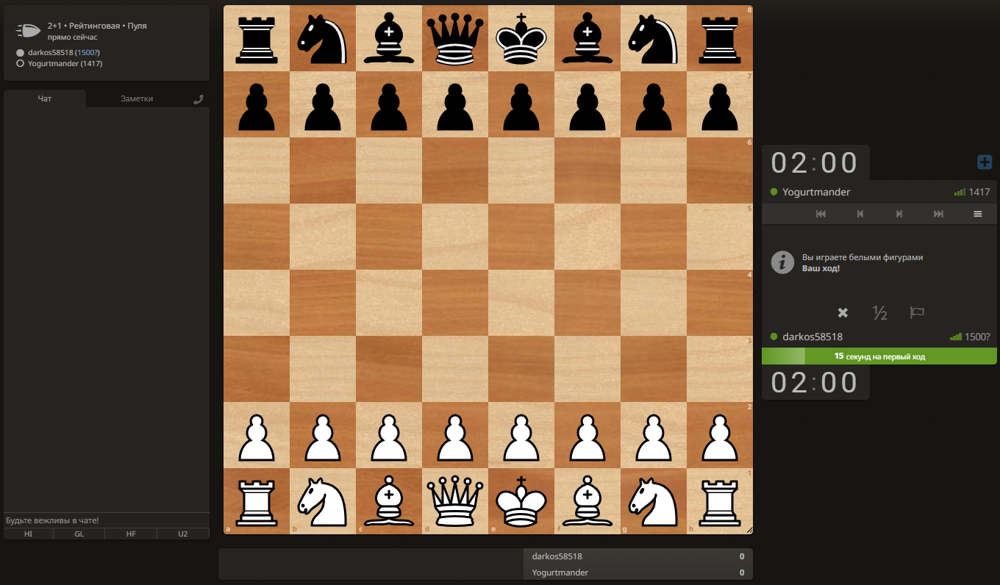 2+1 • Рейтинговая • Пуля
прямо сейчас
darkos58518 (1500?)
Yogurtmander (1417)
Чат
Заметки
Будьте вежливы в чате!
HI GL HF U2
8
7
6
5
4
3
2
1
a b c d e f g h
darkos58518 0
Yogurtmander 0
02:00
Yogurtmander 1417
Вы играете белыми фигурами
Ваш ход!
½
darkos58518 1500?
15 секунд на первый ход
02:00